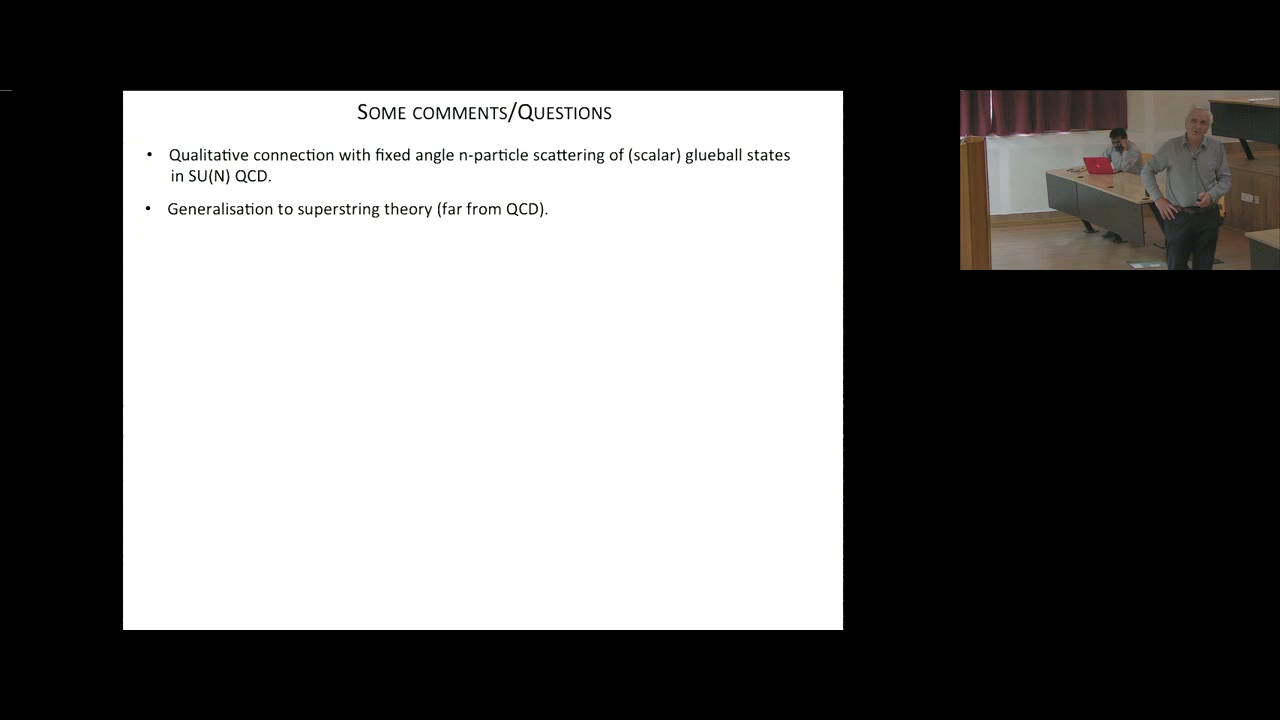 SOME COMMENTS/QUESTIONS
• Qualitative connection with fixed angle n-particle scattering of (scalar) glueball states
in SU(N) QCD.
• Generalisation to superstring theory (far from QCD).